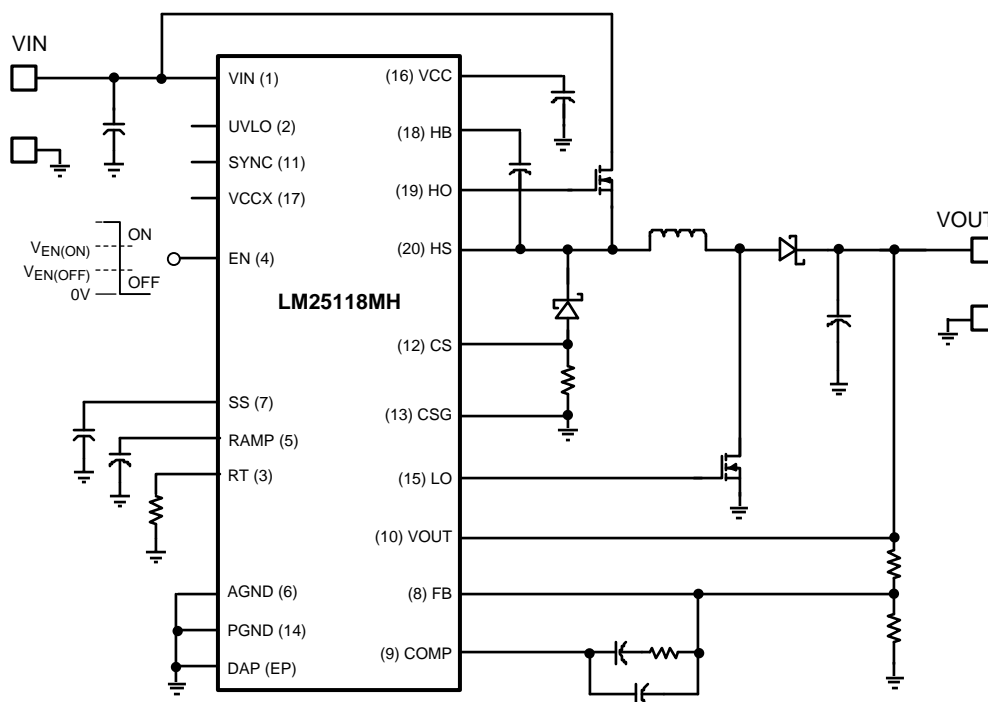 VIN
VOUT
VIN (1)
UVLO (2)
SYNC (11)
VCCX (17)
EN (4)
SS (7)
RAMP (5)
RT (3)
AGND (6)
PGND (14)
DAP (EP)
LM25118MH
(16) VCC
(18) HB
(19) HO
(20) HS
(12) CS
(13) CSG
(15) LO
(10) VOUT
(8) FB
(9) COMP
ON
VEN(ON)
VEN(OFF)
OFF
0V